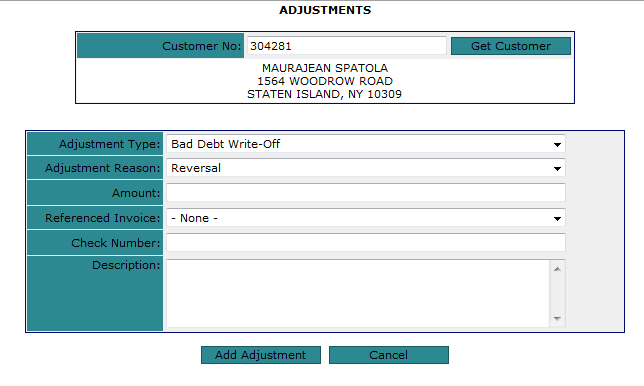 ADJUSTMENTS
Customer No: 304281 Get Customer
MAURAJEAN SPATOLA
1564 WOODROW ROAD
STATEN ISLAND, NY 10309
Adjustment Type: Bad Debt Write-Off
Adjustment Reason: Reversal
Amount:
Referenced Invoice: - None -
Check Number:
Description:
Add Adjustment Cancel